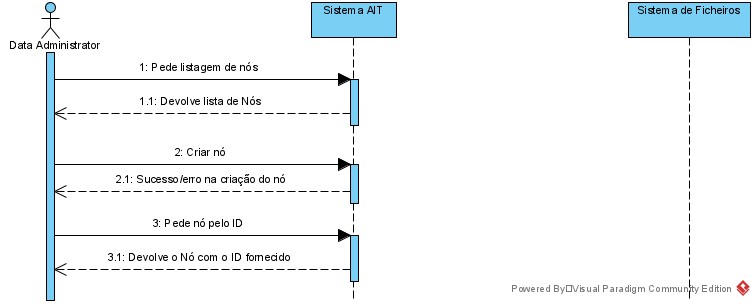 Sistema AIT
Sistema de Ficheiros
Data Administrator
1: Pede listagem de nós
1.1: Devolve lista de Nós
2: Criar nó
2.1: Sucesso/erro na criação do nó
3: Pede nó pelo ID
3.1: Devolve o Nó com o ID fornecido
Powered By Visual Paradigm Community Edition